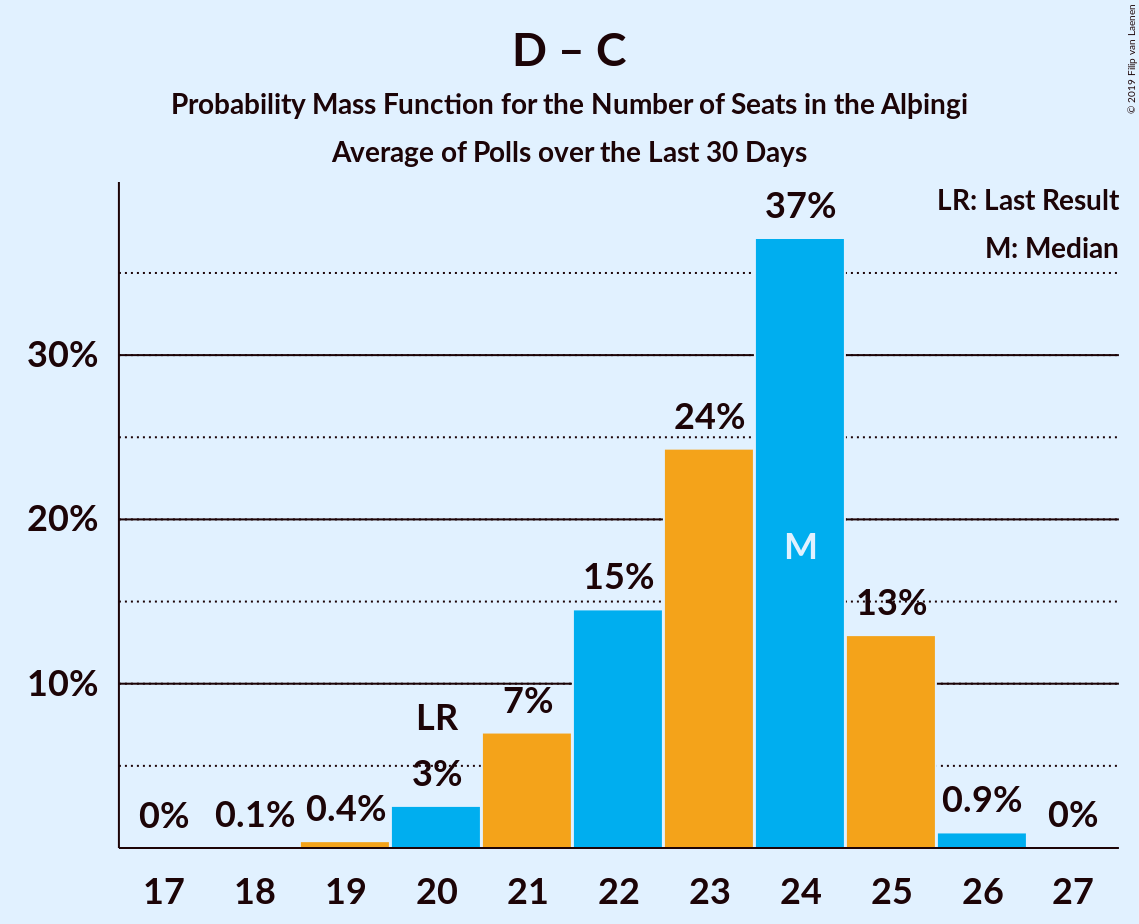 D – C
Probability Mass Function for the Number of Seats in the Alþingi
Average of Polls over the Last 30 Days
© 2019 Filip van Laenen
LR: Last Result
M: Median
37%
30%
24%
20%
M
15%
13%
10%
7%
LR
3%
0%
0.1%
0.4%
0.9%
0%
17 18 19 20 21 22 23 24 25 26 27